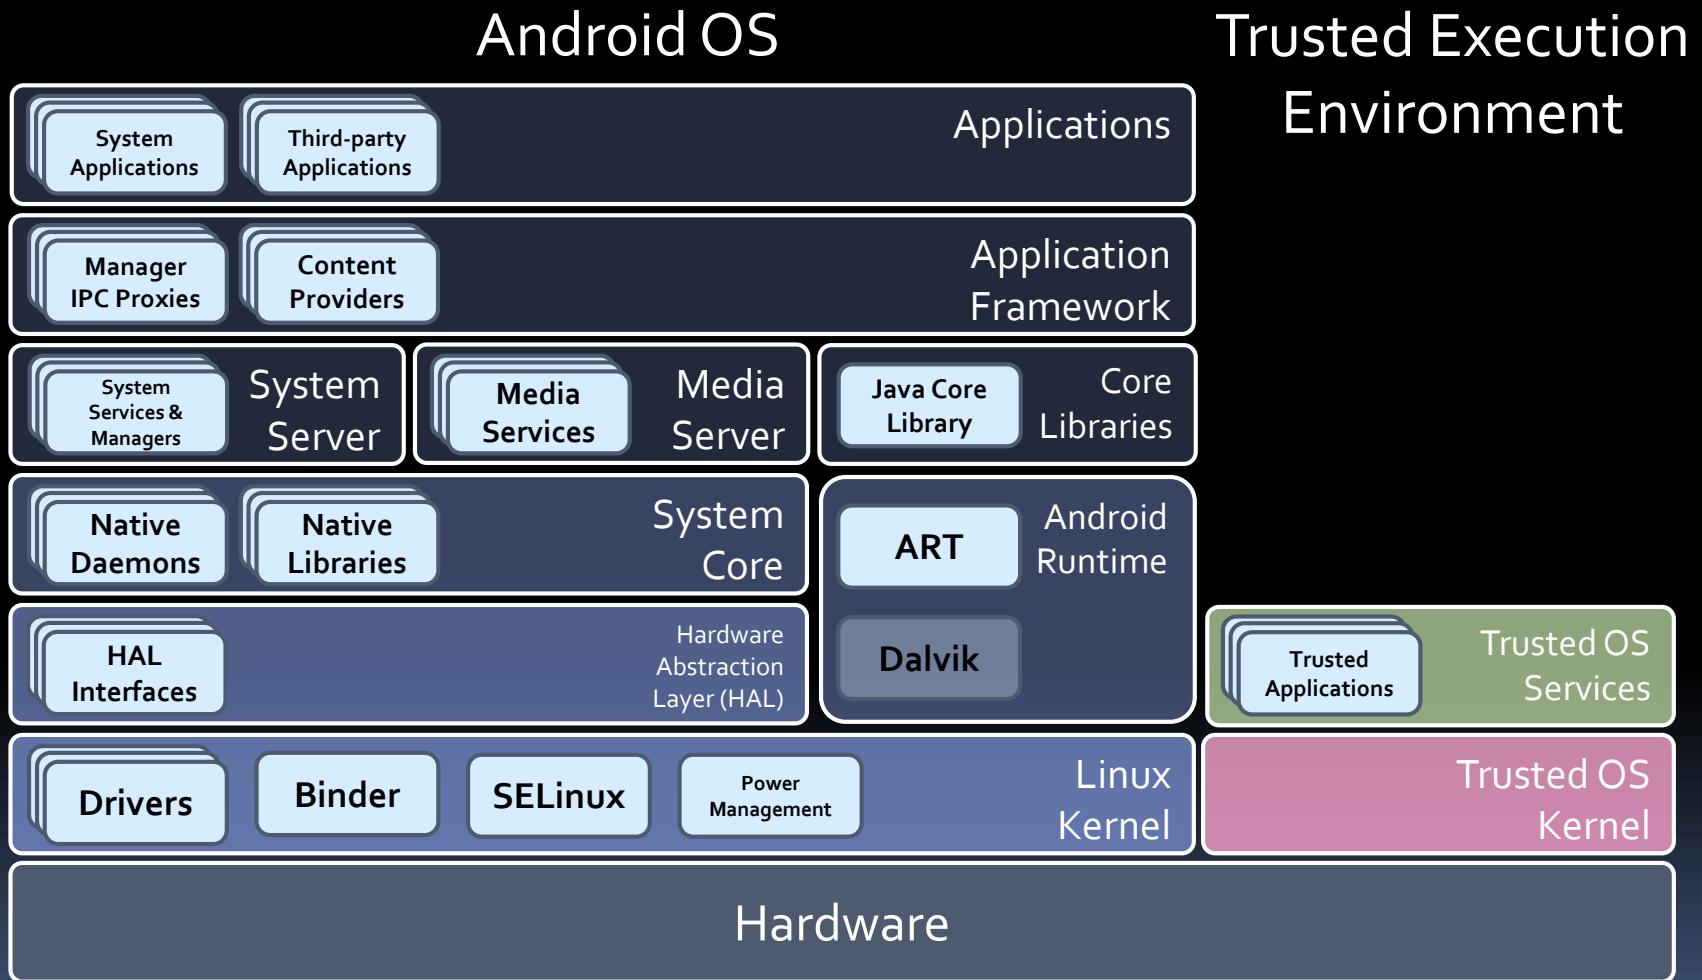 Android OS
Trusted Execution
Environment
System
Applications
Third-party
Applications
Applications
Manager
IPC Proxies
Content
Providers
Application
Framework
System
Services &
Managers
System
Server
Media
Services
Media
Server
Java Core
Library
Core
Libraries
Native
Daemons
Native
Libraries
System
Core
ART
Android
Runtime
Dalvik
HAL
Interfaces
Hardware
Abstraction
Layer (HAL)
Trusted
Applications
Trusted OS
Services
Drivers
Binder
SELinux
Power
Management
Linux
Kernel
Trusted OS
Kernel
Hardware